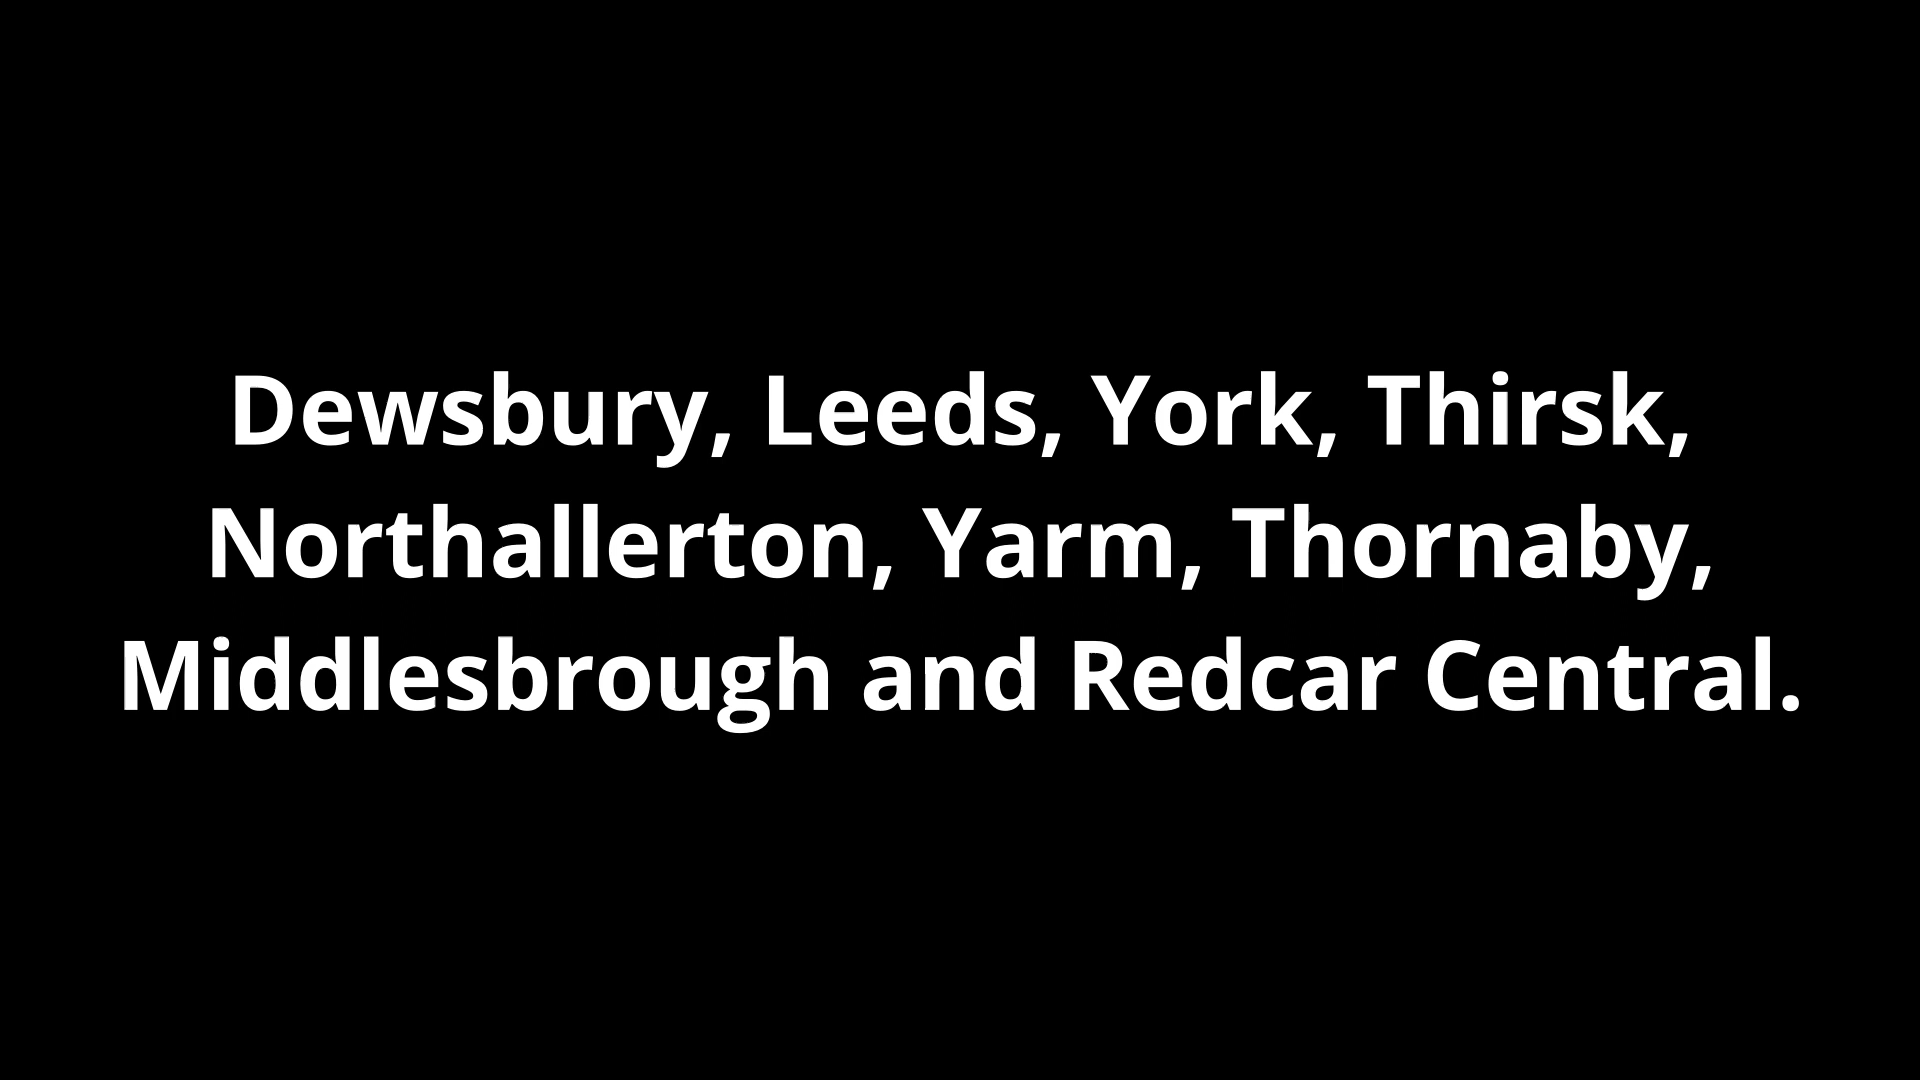 Dewsbury, Leeds, York, Thirsk,
Northallerton, Yarm, Thornaby,
Middlesbrough and Redcar Central.